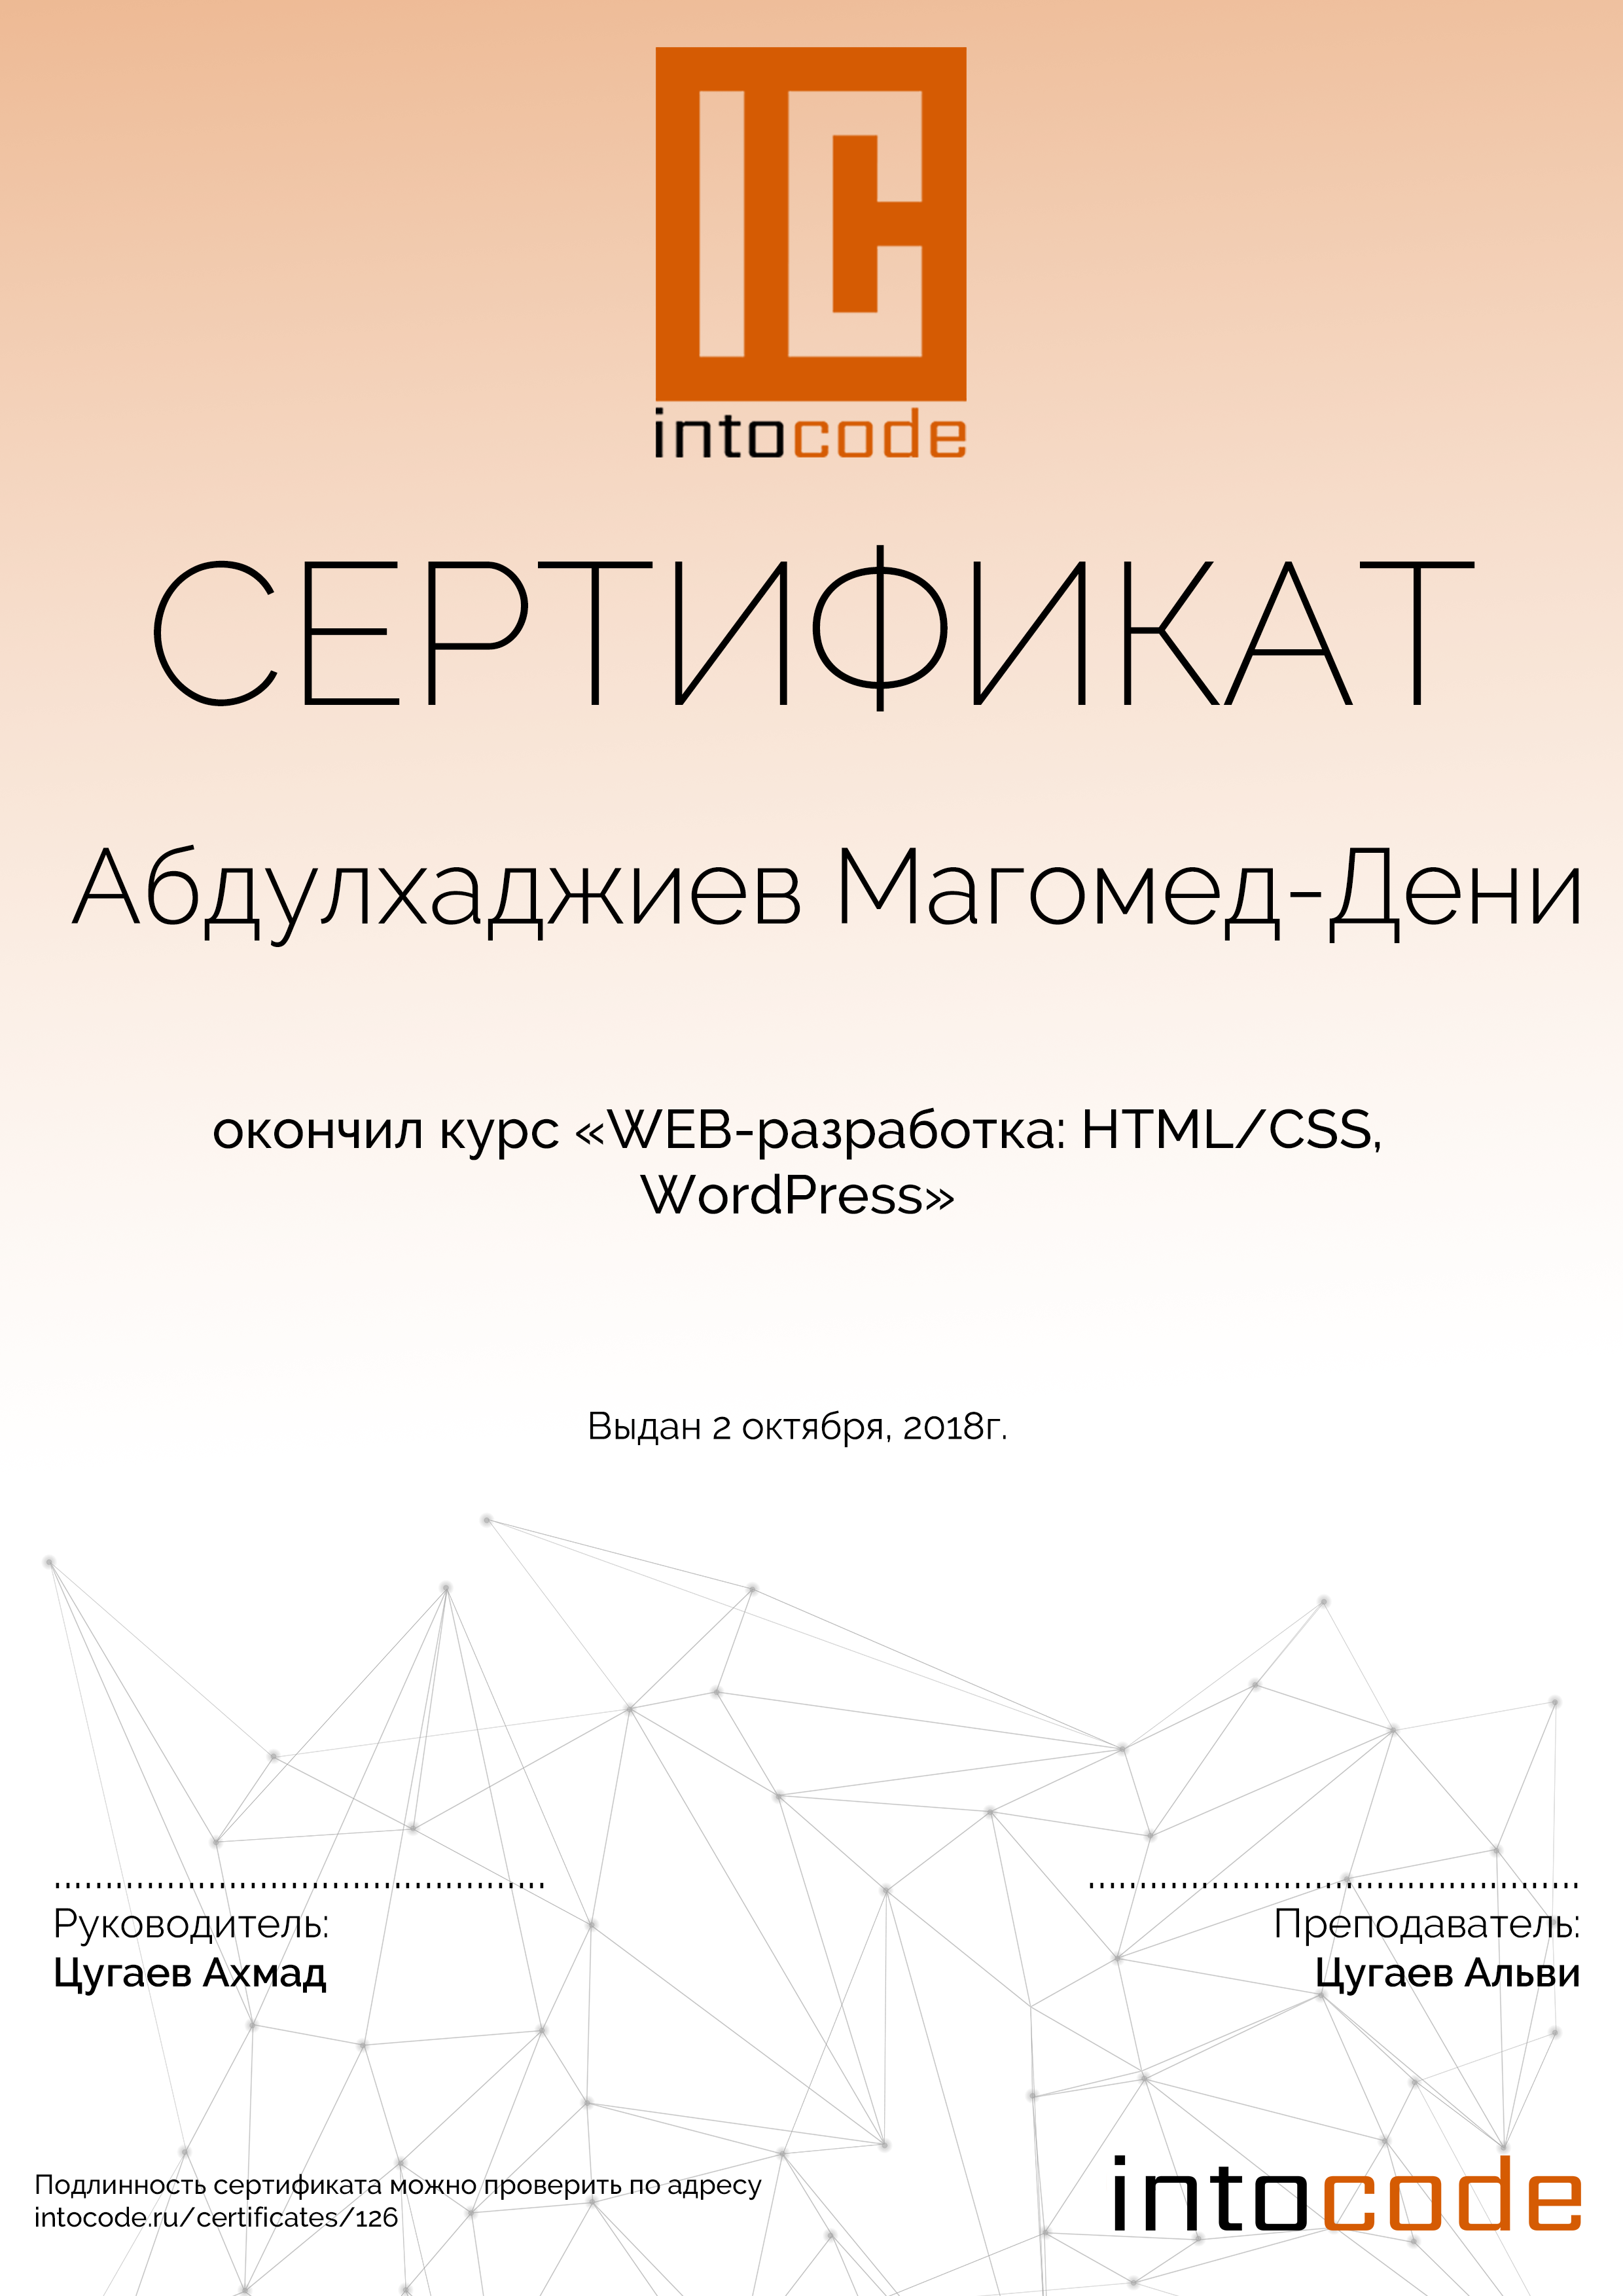 IC
intocode
СЕРТИФИКАТ
Абдулхаджиев Магомед-Дени
окончил курс «WEB-разработка: HTML/CSS,
WordPress»
Выдан 2 октября, 2018г.
Руководитель:
Цугаев Ахмад
Преподаватель:
Цугаев Альви
Подлинность сертификата можно проверить по адресу
intocode.ru/certificates/126
intocode